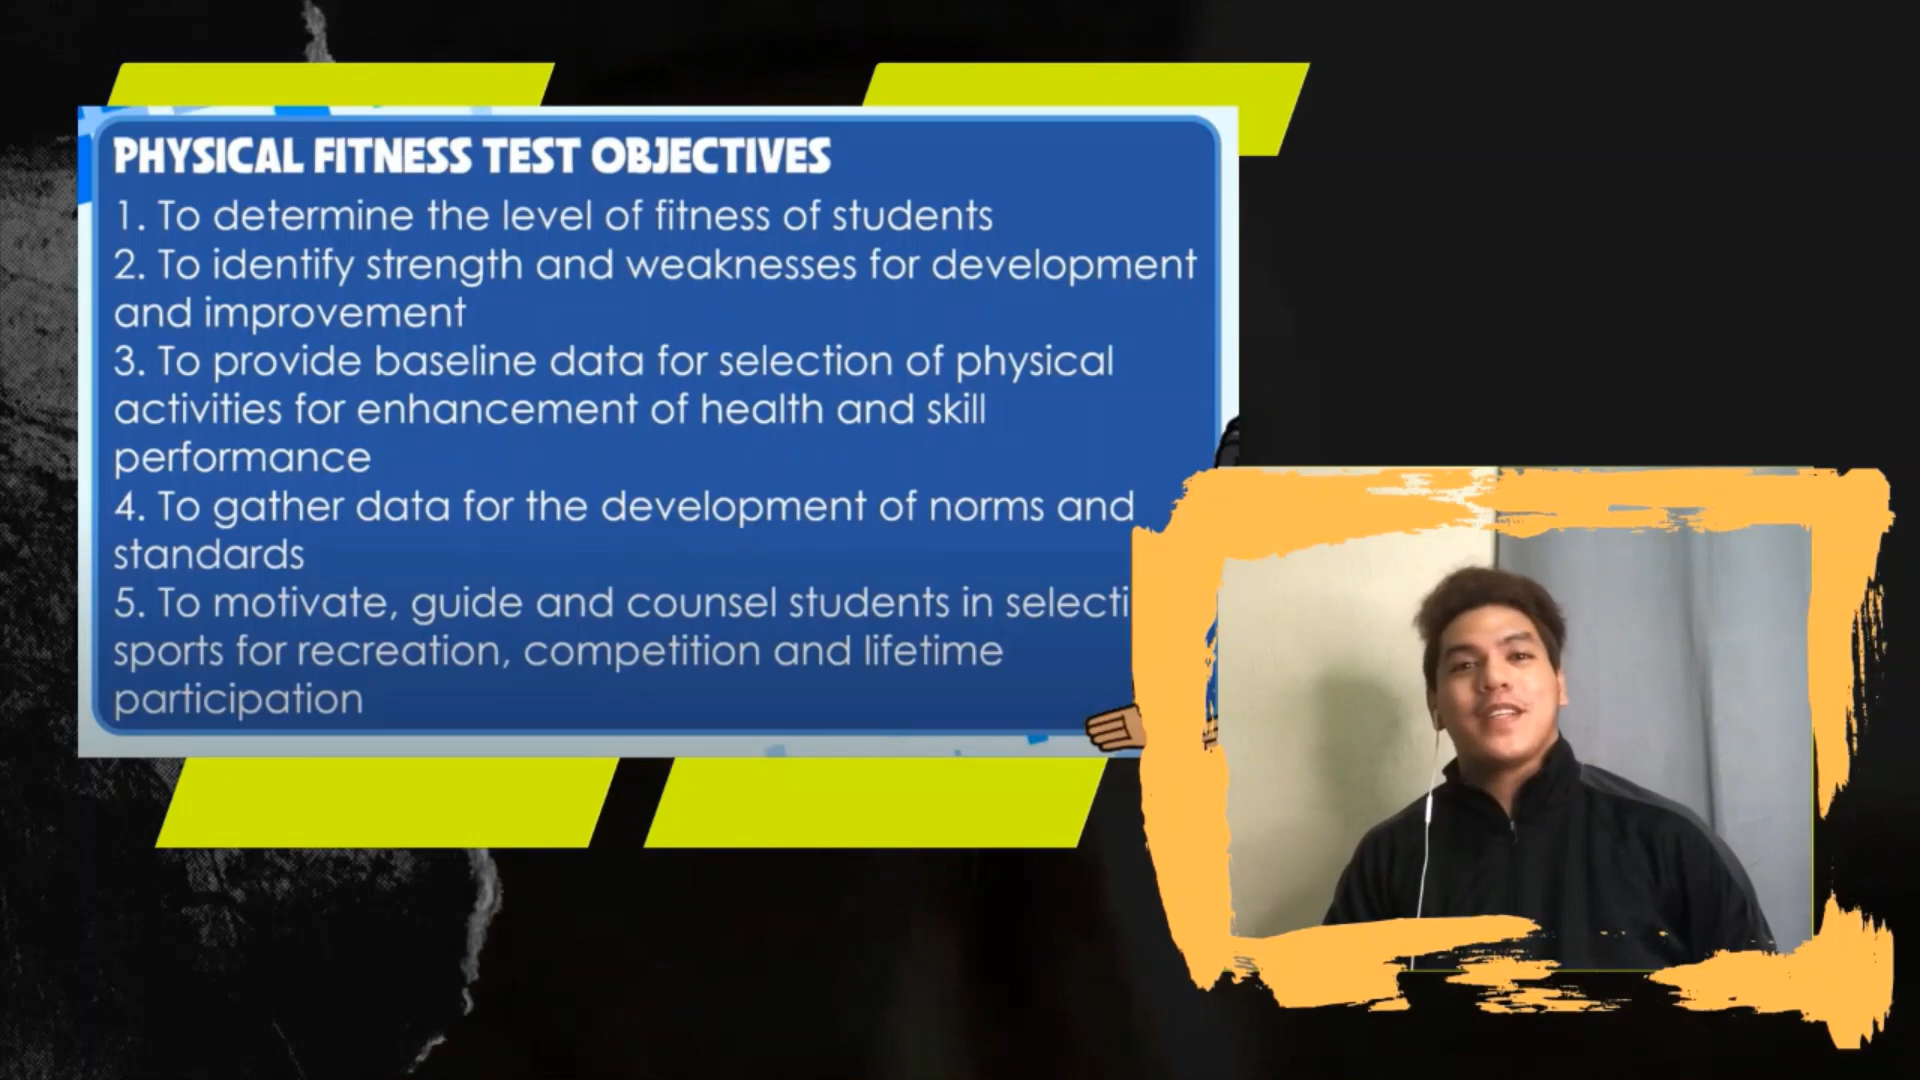 PHYSICAL FITNESS TEST OBJECTIVES
1. To determine the level of fitness of students
2. To identify strength and weaknesses for development
and improvement
3. To provide baseline data for selection of physical
activities for enhancement of health and skill
performance
4. To gather data for the development of norms and
standards
5. To motivate, guide and counsel students in selecti
sports for recreation, competition and lifetime
participation